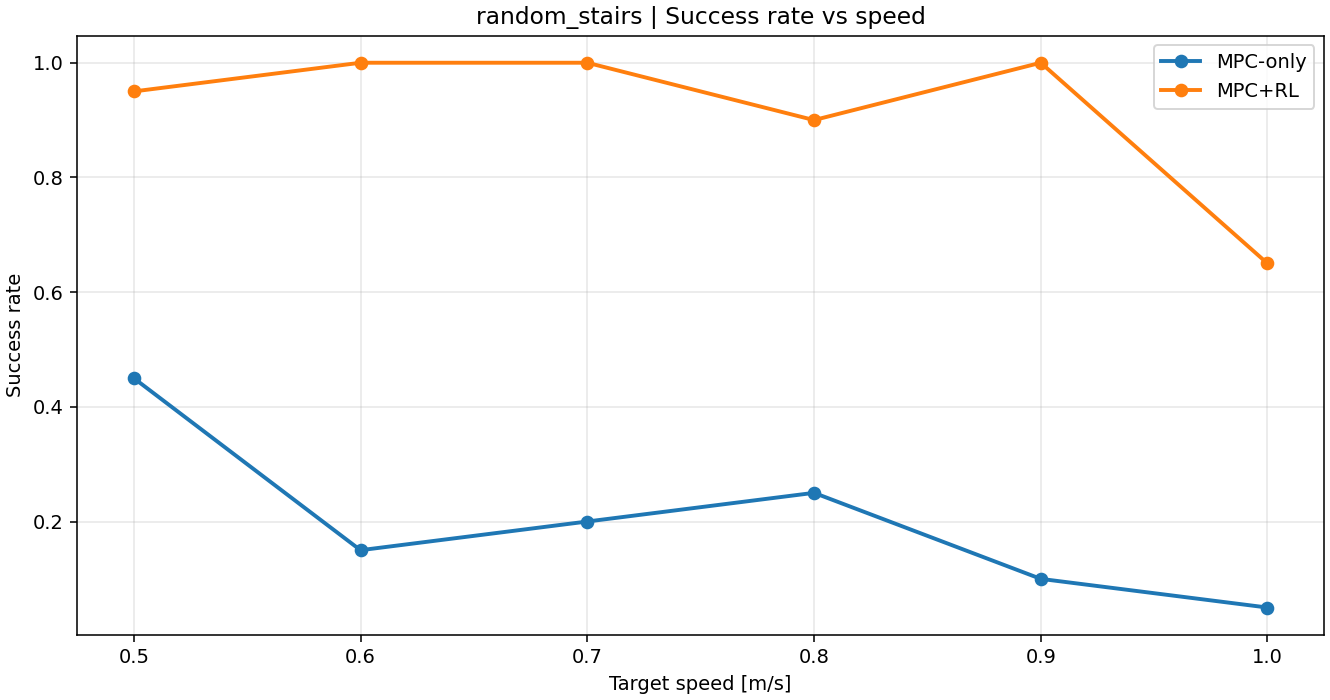 random_stairs | Success rate vs speed
MPC-only
MPC+RL
Success rate
1.0
0.8
0.6
0.4
0.2
0.5 0.6 0.7 0.8 0.9 1.0
Target speed [m/s]